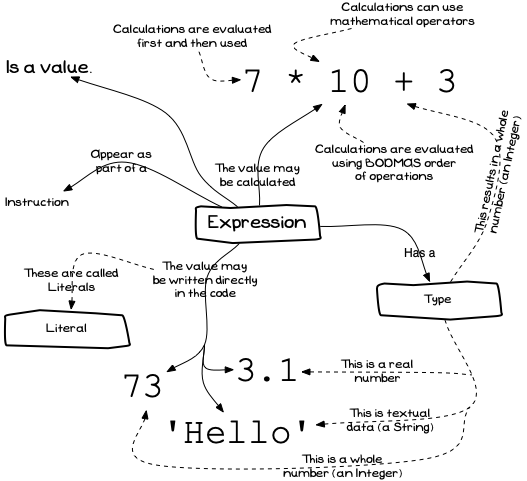 Calculations can use
mathematical operators
Calculations are evaluated
first and then used
Is a value.
7 * 10 + 3
Calculations are evaluated
using BODMAS order
of operations
This results in a whole
number (an Integer)
Appear as
part of a
The value may
be calculated
Instruction
Expression
Has a
These are called
Literals
The value may
be written directly
in the code
Type
Literal
73
3.1
This is a real
number
'Hello'
This is textual
data (a String)
This is a whole
number (an Integer)